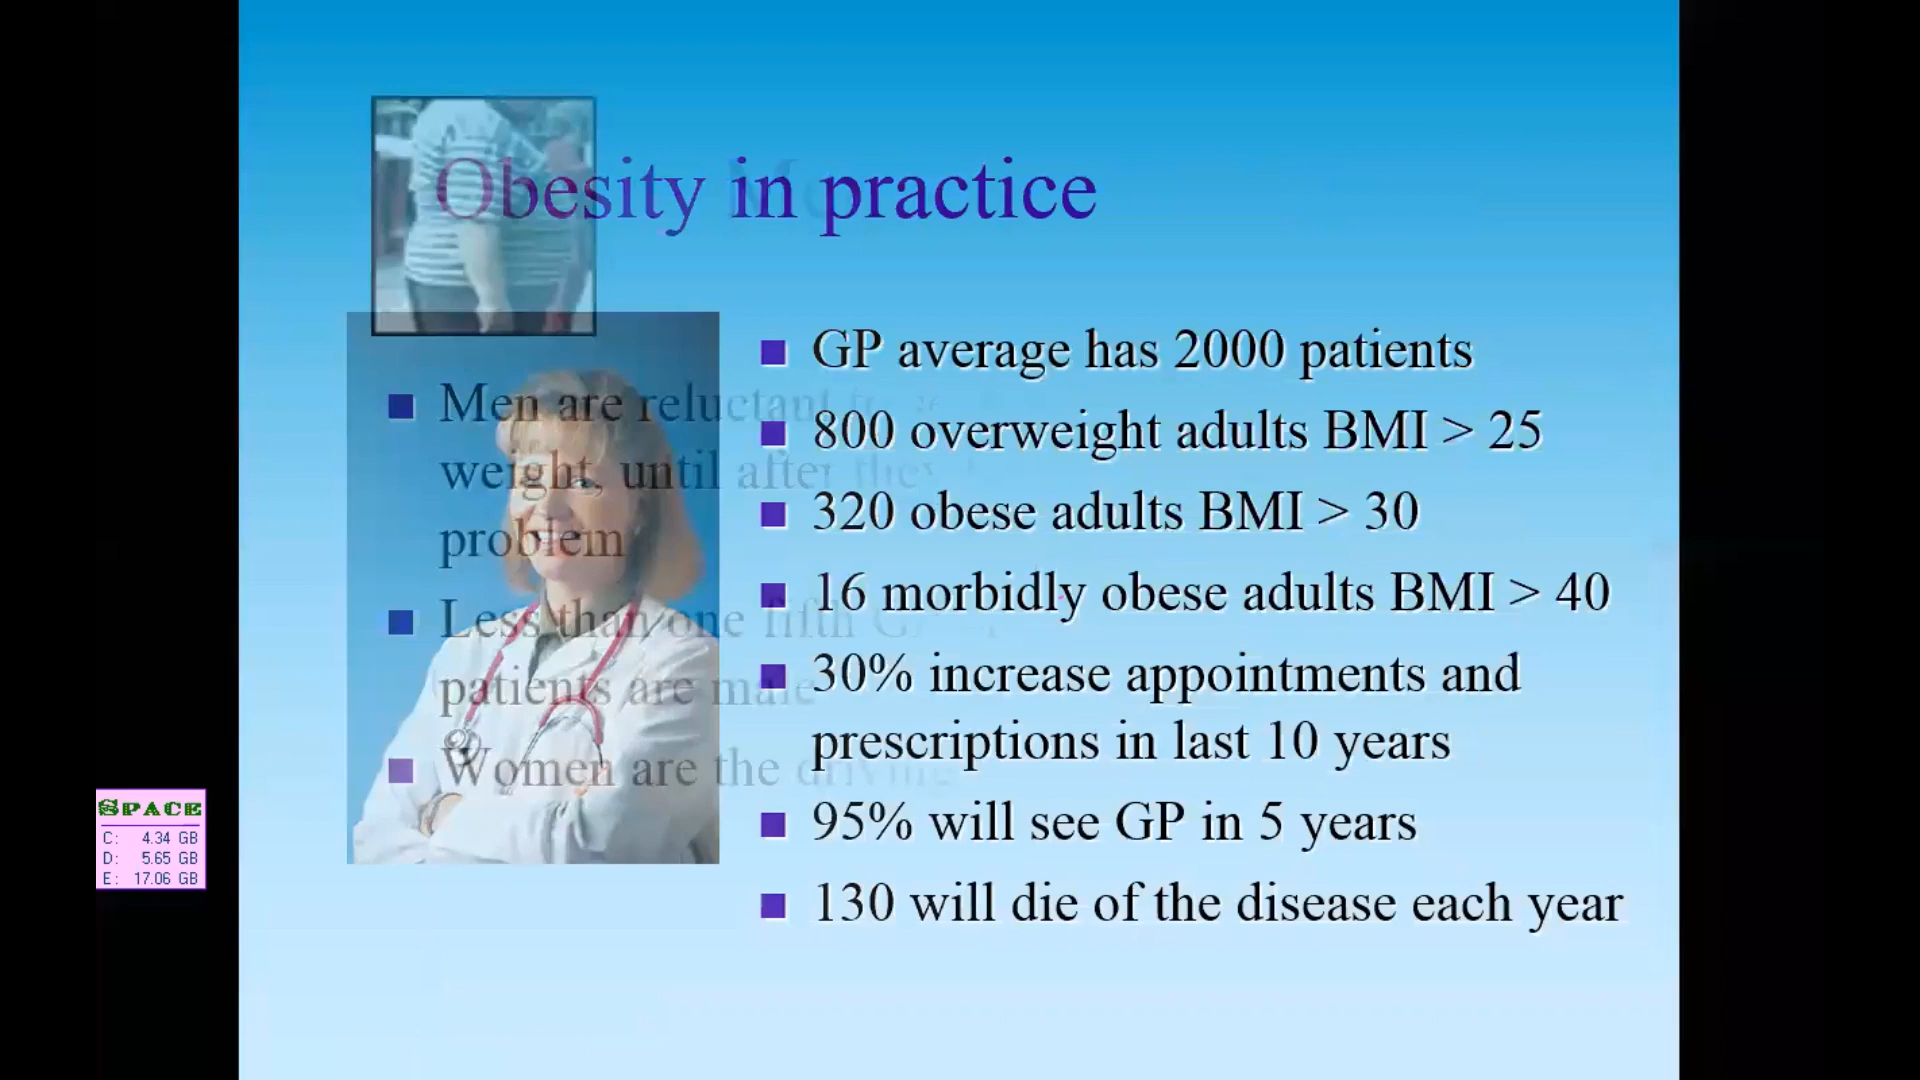 Obesity in practice
GP average has 2000 patients
800 overweight adults BMI > 25
320 obese adults BMI > 30
16 morbidly obese adults BMI > 40
30% increase appointments and
prescriptions in last 10 years
95% will see GP in 5 years
130 will die of the disease each year
Men are reluctant
weight, until after they
problem
Less than one fifth
patients are male
Women are the driving
SPACE
C: 4.34 GB
D: 5.65 GB
E: 17.06 GB